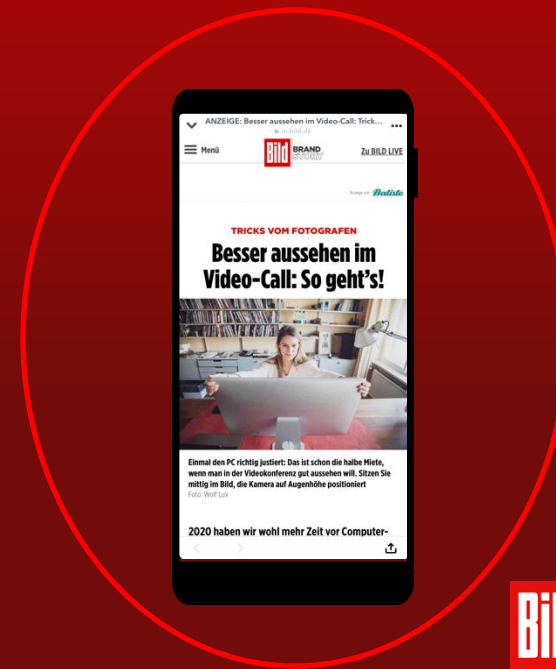 ANZEIGE: Besser aussehen im Video-Call: Trick...
m.bild.de
Menü
Bild BRAND STORY
Zu BILD LIVE
Anzeige von Batiste
TRICKS VOM FOTOGRAFEN
Besser aussehen im
Video-Call: So geht's!
Einmal den PC richtig justiert: Das ist schon die halbe Miete,
wenn man in der Videokonferenz gut aussehen will. Sitzen Sie
mittig im Bild, die Kamera auf Augenhöhe positioniert
Foto: Wolf Lux
2020 haben wir wohl mehr Zeit vor Computer-